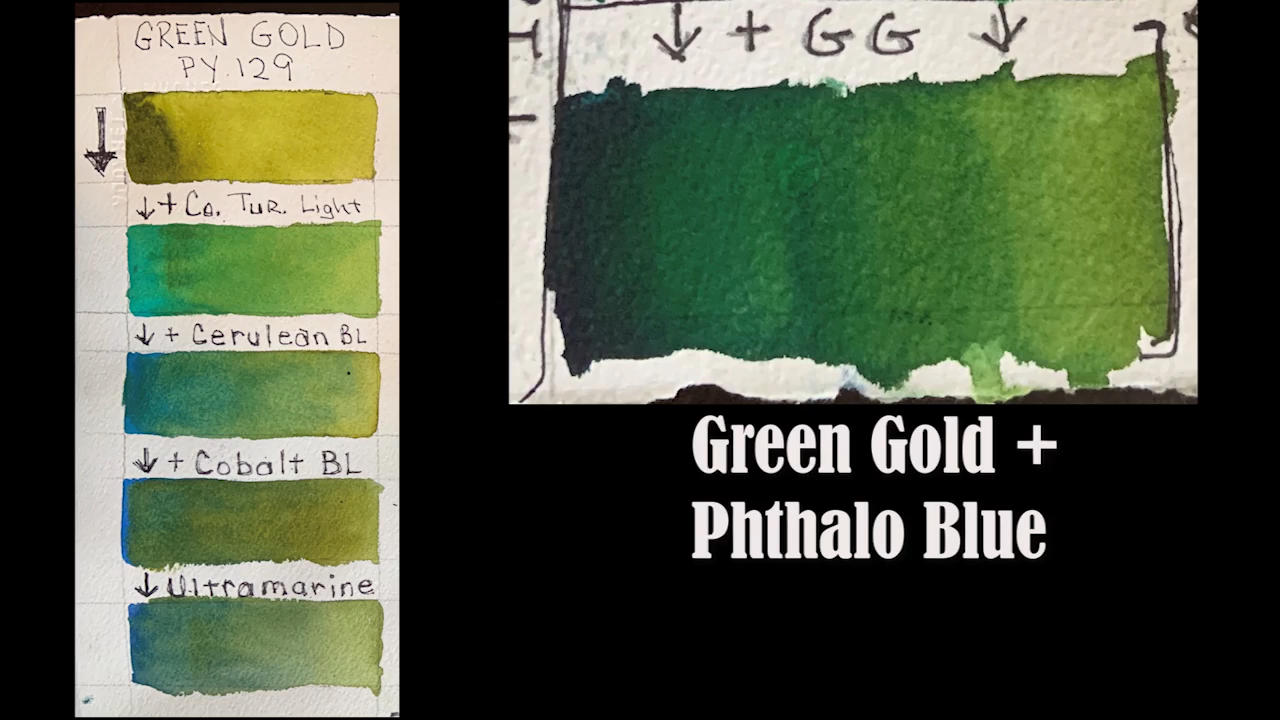 GREEN GOLD
PY.129
↓+ Co. Tur. Light
↓ + Cerulean BL
↓ + Cobalt BL
↓ Ultramarine
↓ + GG ↓
Green Gold +
Phthalo Blue